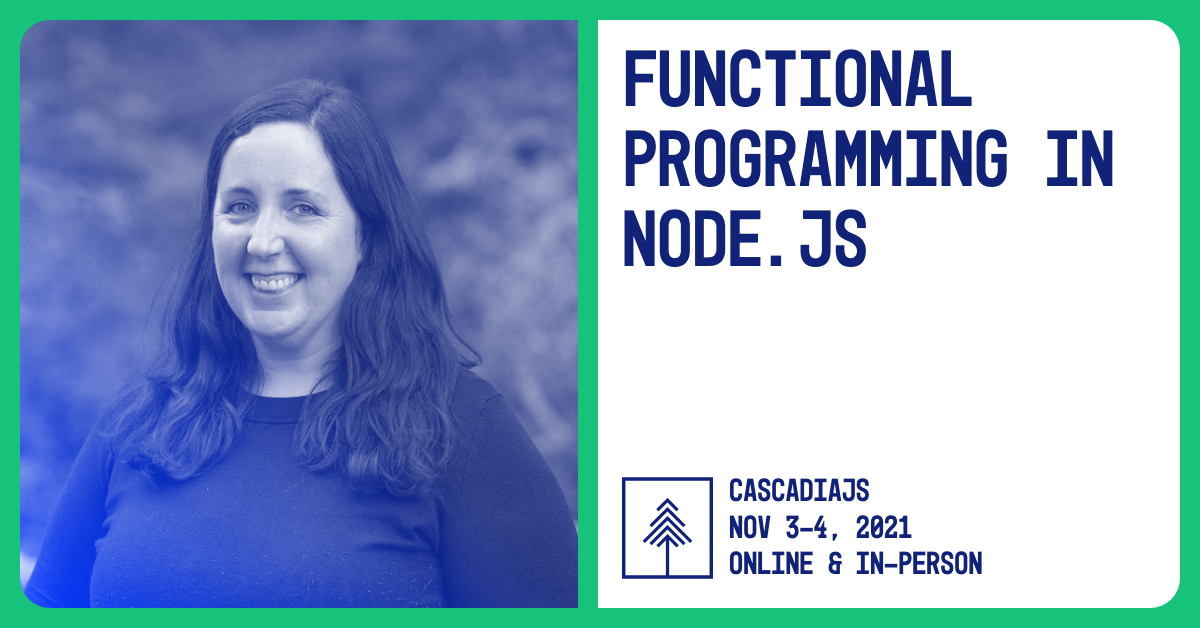 FUNCTIONAL
PROGRAMMING IN
NODE.JS
CASCADIAJS
NOV 3-4, 2021
ONLINE & IN-PERSON